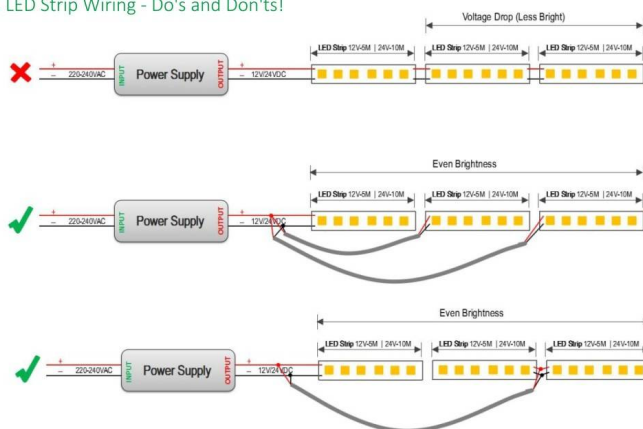 LED Strip Wiring - Do's and Don'ts!
Voltage Drop (Less Bright)
LED Strip 12V-5M | 24V-10M LED Strip 12V-5M | 24V-10M LED Strip 12V-5M | 24V-10M
+ – 220-240VAC INPUT Power Supply OUTPUT + – 12V/24VDC
Even Brightness
LED Strip 12V-5M | 24V-10M LED Strip 12V-5M | 24V-10M LED Strip 12V-5M | 24V-10M
+ – 220-240VAC INPUT Power Supply OUTPUT + – 12V/24VDC
Even Brightness
LED Strip 12V-5M | 24V-10M LED Strip 12V-5M | 24V-10M LED Strip 12V-5M | 24V-10M
+ – 220-240VAC INPUT Power Supply OUTPUT + – 12V/24VDC